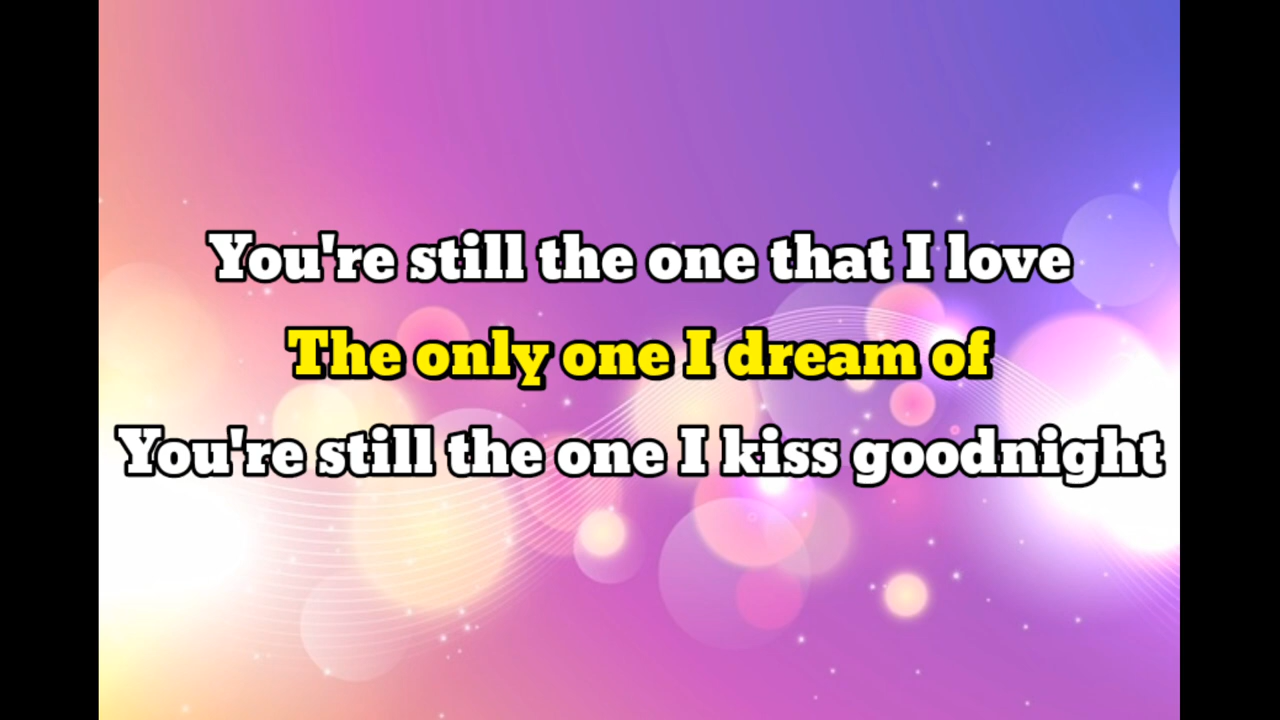 You're still the one that I love
The only one I dream of
You're still the one I kiss goodnight